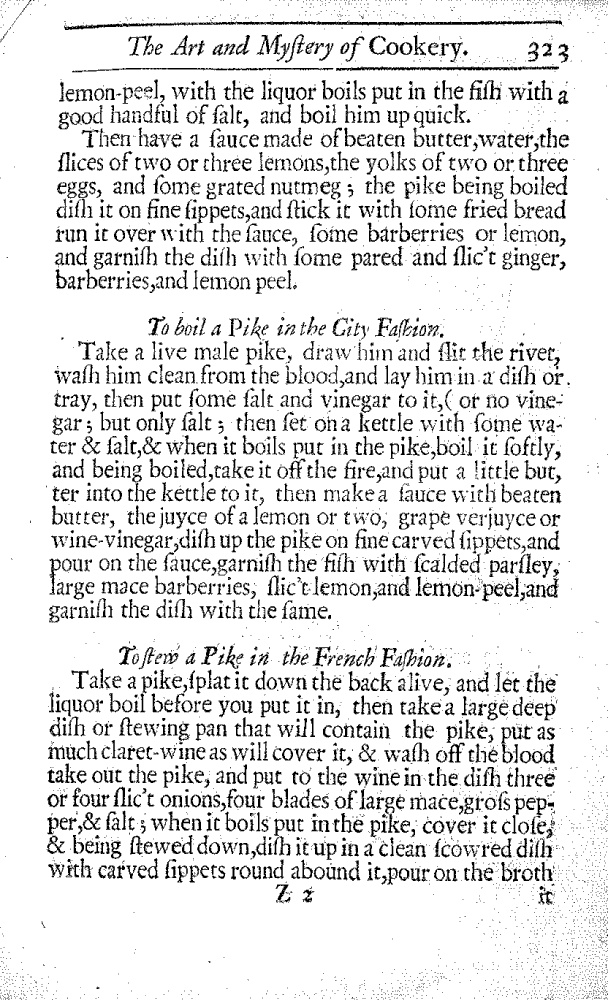 The Art and Myſtery of Cookery. 323
lemon-peel, with the liquor boils put in the fiſh with a
good handful of ſalt, and boil him up quick.
Then have a ſauce made of beaten butter,water,the
ſlices of two or three lemons,the yolks of two or three
eggs, and ſome grated nutmeg; the pike being boiled
diſh it on fine ſippets,and ſtick it with ſome fried bread
run it over with the ſauce, ſome barberries or lemon,
and garniſh the diſh with ſome pared and ſlic't ginger,
barberries,and lemon peel.
To boil a Pike in the City Faſhion.
Take a live male pike, draw him and ſlit the rivet,
waſh him clean from the blood,and lay him in a diſh or
tray, then put ſome ſalt and vinegar to it,( or no vine-
gar; but only ſalt; then ſet on a kettle with ſome wa-
ter & ſalt,& when it boils put in the pike,boil it ſoftly,
and being boiled,take it off the fire,and put a little but,
ter into the kettle to it, then make a ſauce with beaten
butter, the juyce of a lemon or two, grape verjuyce or
wine-vinegar,diſh up the pike on fine carved ſippets,and
pour on the ſauce,garniſh the fiſh with ſcalded parſley,
large mace barberries, ſlic't lemon,and lemon-peel,and
garniſh the diſh with the ſame.
To ſtew a Pike in the French Faſhion.
Take a pike,ſplat it down the back alive, and let the
liquor boil before you put it in, then take a large deep
diſh or ſtewing pan that will contain the pike, put as
much claret-wine as will cover it, & waſh off the blood
take out the pike, and put to the wine in the diſh three
or four ſlic't onions,four blades of large mace,groſs pep-
per,& ſalt; when it boils put in the pike, cover it cloſe,
& being ſtewed down,diſh it up in a clean ſcowred diſh
with carved ſippets round abound it,pour on the broth
Z 2 it